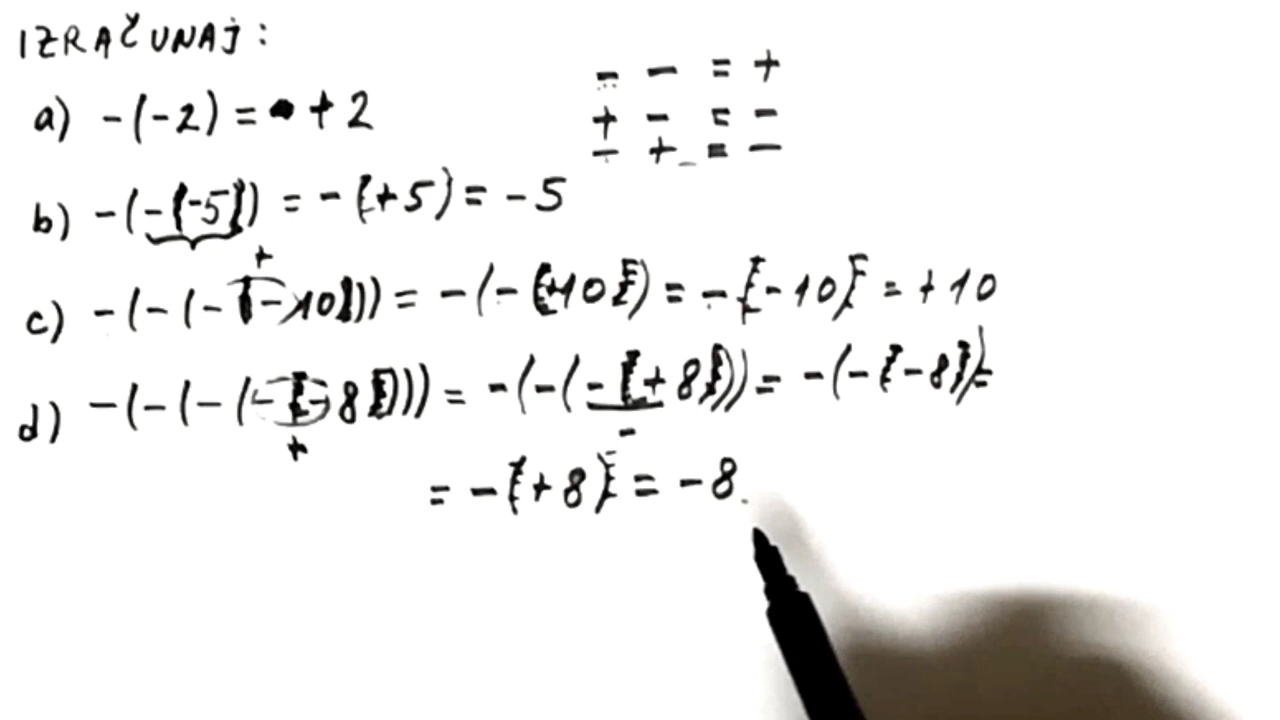 IZRAČUNAJ:
- - = +
+ - = -
- + = -
a) -(-2) = + 2
b) -(-[-5]) = -[+5] = -5
+
c) -(-(-[-10])) = -(-[+10]) = -[-10] = +10
d) -(-(-(-[-8]))) = -(-(-[+8])) = -(-[-8]) =
+
-
= -[+8] = -8